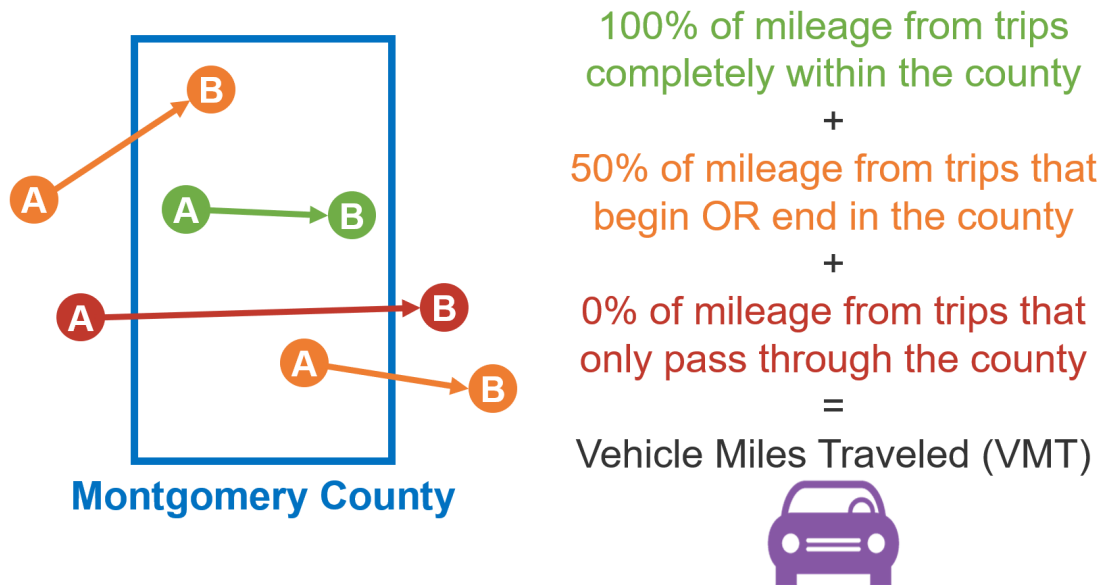 B
A
A
B
A
B
A
B
Montgomery County
100% of mileage from trips
completely within the county
+
50% of mileage from trips that
begin OR end in the county
+
0% of mileage from trips that
only pass through the county
=
Vehicle Miles Traveled (VMT)